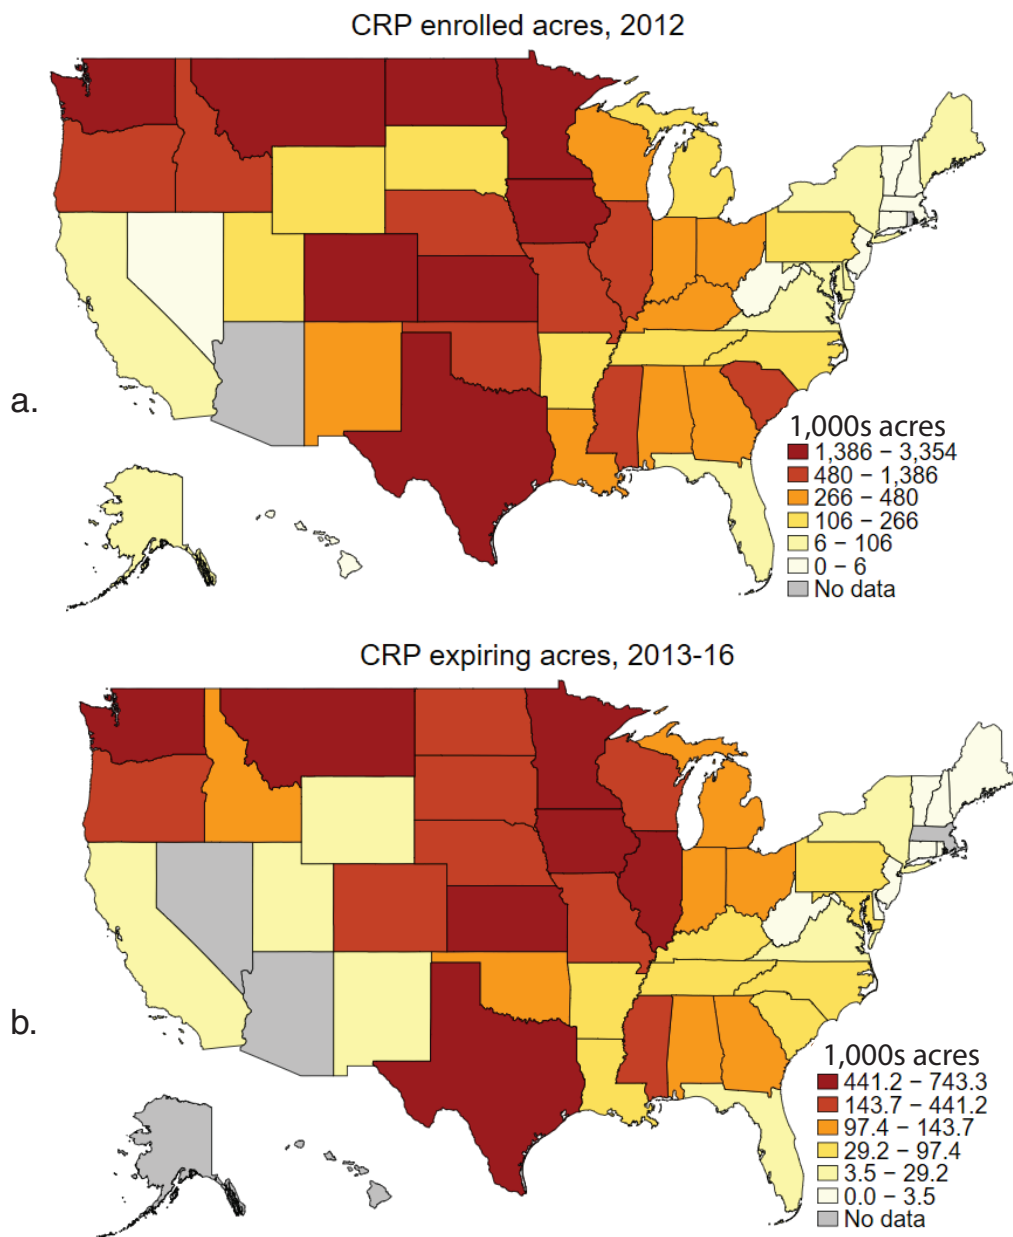 CRP enrolled acres, 2012
a.
1,000s acres
1,386 – 3,354
480 – 1,386
266 – 480
106 – 266
6 – 106
0 – 6
No data
CRP expiring acres, 2013-16
b.
1,000s acres
441.2 – 743.3
143.7 – 441.2
97.4 – 143.7
29.2 – 97.4
3.5 – 29.2
0.0 – 3.5
No data